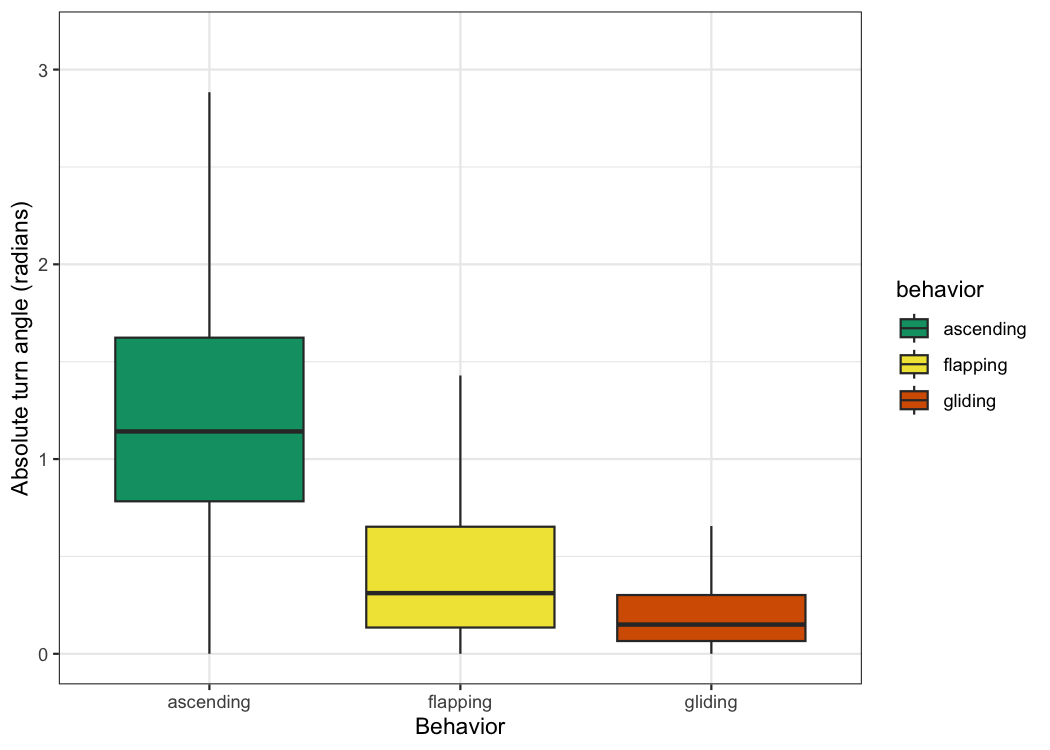 Absolute turn angle (radians)
3
2
1
0
ascending
flapping
gliding
Behavior
behavior
ascending
flapping
gliding